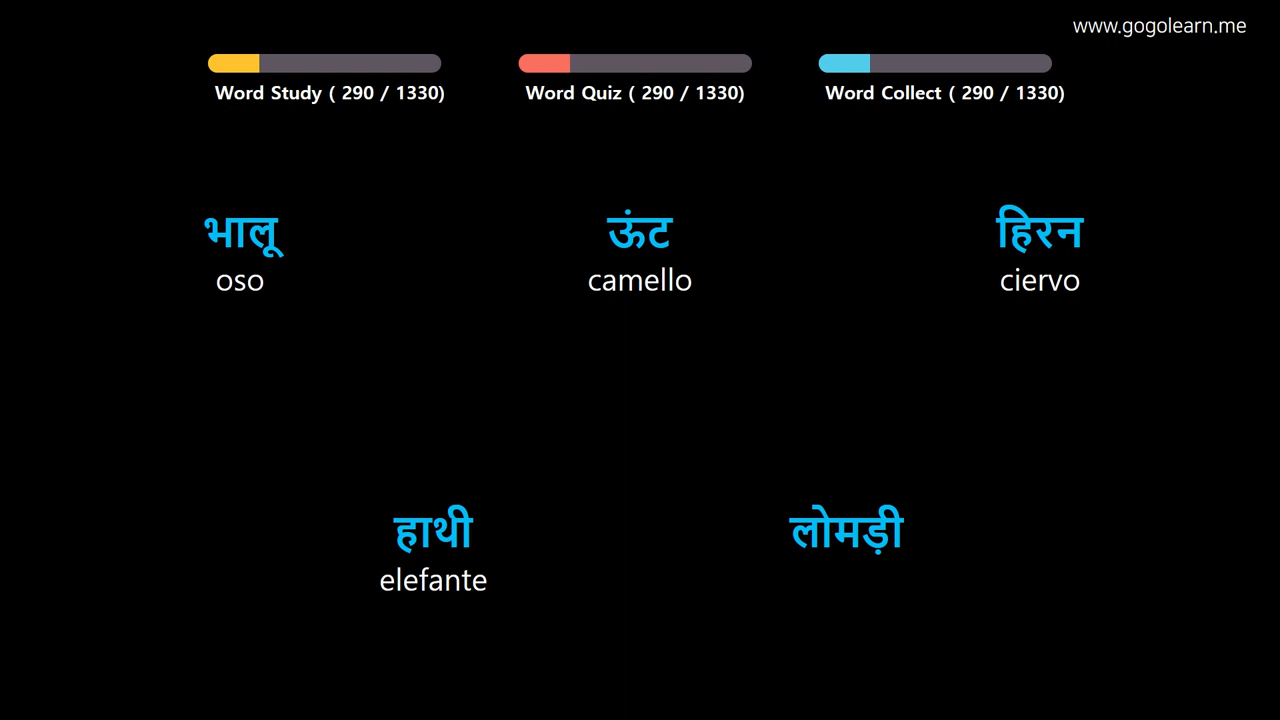 www.gogolearn.me
Word Study ( 290 / 1330)
Word Quiz ( 290 / 1330)
Word Collect ( 290 / 1330)
भालू
ऊंट
हिरन
oso
camello
ciervo
हाथी
लोमड़ी
elefante